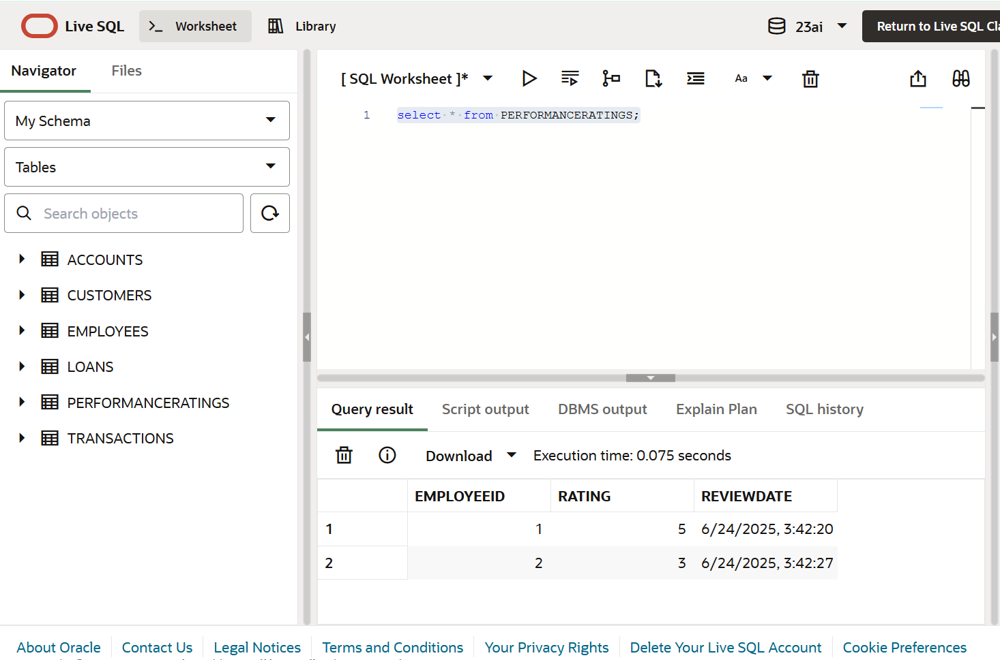 Live SQL
Worksheet
Library
23ai
Return to Live SQL Cla
Navigator
Files
My Schema
Tables
Search objects
ACCOUNTS
CUSTOMERS
EMPLOYEES
LOANS
PERFORMANCERATINGS
TRANSACTIONS
[ SQL Worksheet ]*
Aa
1 select * from PERFORMANCERATINGS;
Query result Script output DBMS output Explain Plan SQL history
Download Execution time: 0.075 seconds
EMPLOYEEID RATING REVIEWDATE
1 1 5 6/24/2025, 3:42:20
2 2 3 6/24/2025, 3:42:27
About Oracle Contact Us Legal Notices Terms and Conditions Your Privacy Rights Delete Your Live SQL Account Cookie Preferences